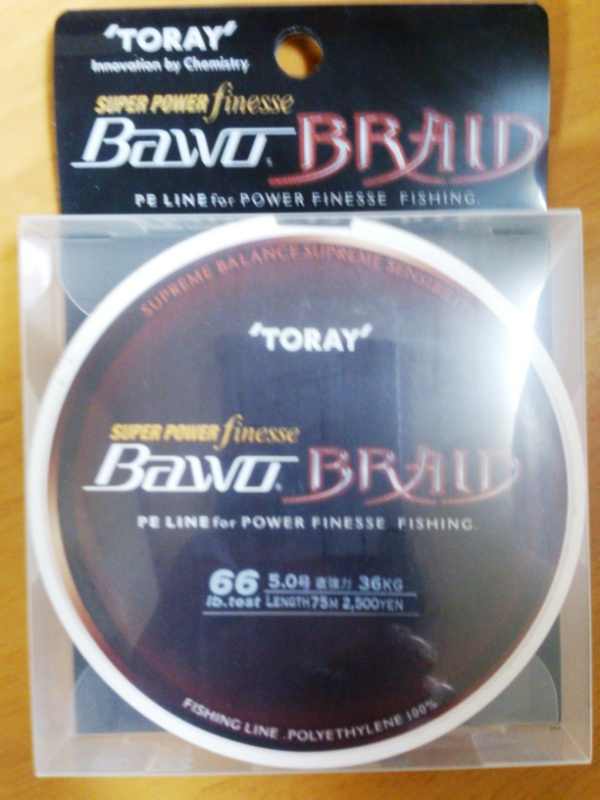 "TORAY"
Innovation by Chemistry
SUPER POWER finesse
Bawo. BRAID
PE LINE for POWER FINESSE FISHING.
SUPREME BALANCE SUPREME SENSIBILITY
"TORAY"
SUPER POWER finesse
Bawo. BRAID
PE LINE for POWER FINESSE FISHING.
66 5.0号 直強力 36KG
lb.test LENGTH 75M 2,500YEN
FISHING LINE .POLYETHYLENE 100%